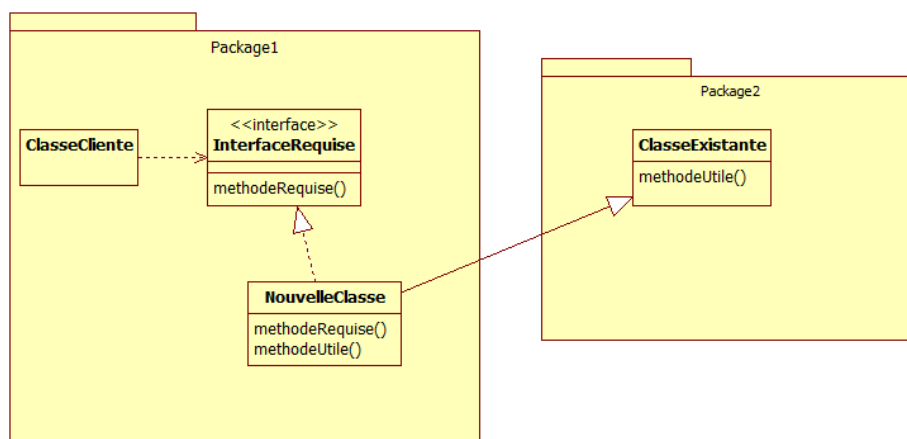 Package1
Package2
<<interface>>
InterfaceRequise
methodeRequise()
ClasseCliente
ClasseExistante
methodeUtile()
NouvelleClasse
methodeRequise()
methodeUtile()